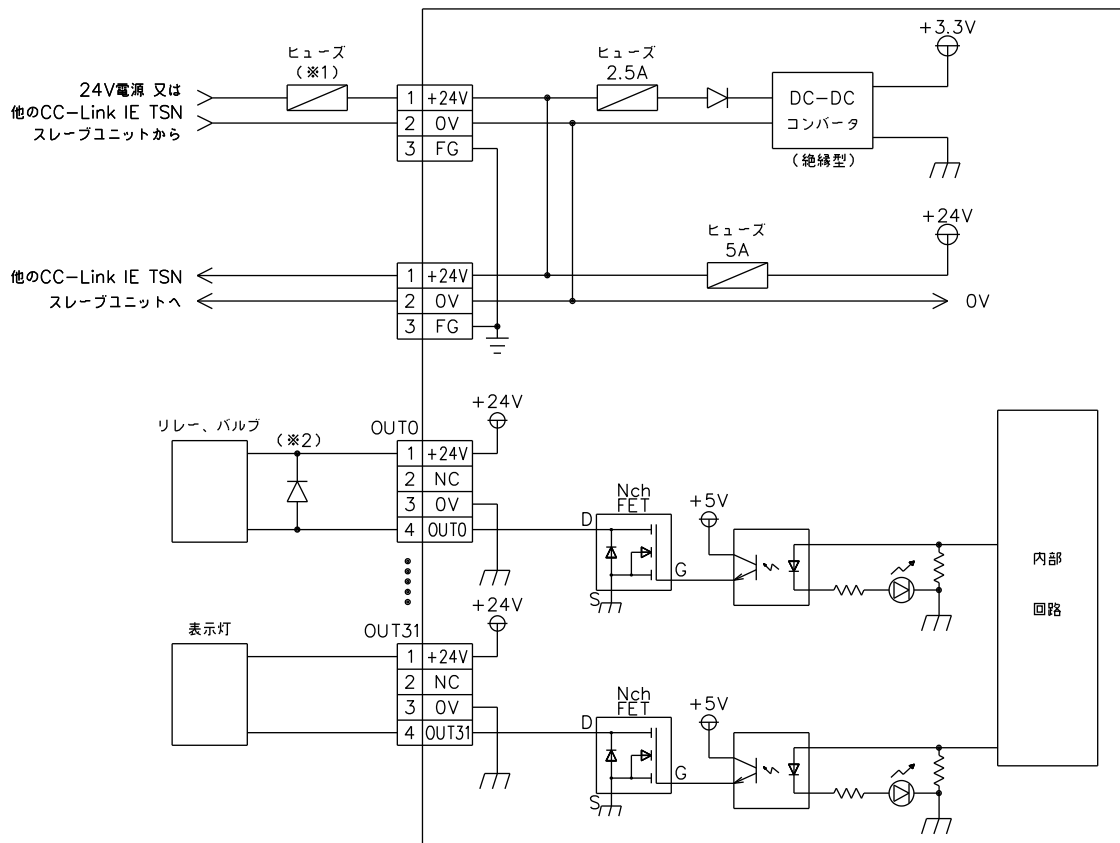 +3.3V
ヒューズ
(※1)
ヒューズ
2.5A
24V電源 又は
他のCC-Link IE TSN
スレーブユニットから
1 +24V
2 0V
3 FG
DC-DC
コンバータ
(絶縁型)
+24V
ヒューズ
5A
他のCC-Link IE TSN
スレーブユニットへ
1 +24V
2 0V
3 FG
0V
+24V
リレー、バルブ
(※2)
OUT0
1 +24V
2 NC
3 0V
4 OUT0
Nch
FET
D
G
S
+5V
内部
回路
+24V
表示灯
OUT31
1 +24V
2 NC
3 0V
4 OUT31
Nch
FET
D
G
S
+5V